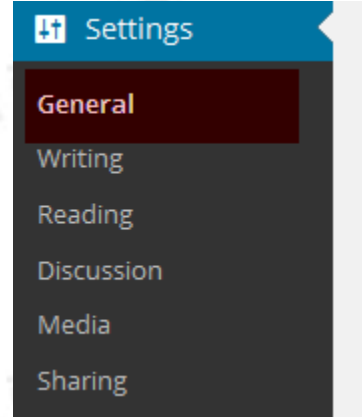 Settings
General
Writing
Reading
Discussion
Media
Sharing